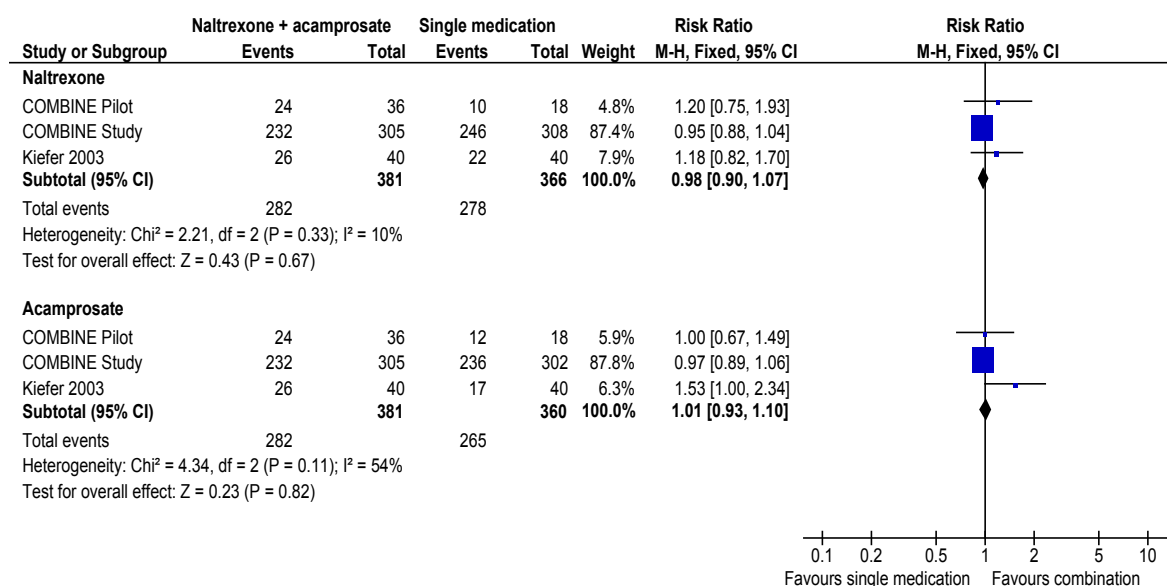 Naltrexone + acamprosate Single medication Risk Ratio Risk Ratio
Study or Subgroup Events Total Events Total Weight M-H, Fixed, 95% CI M-H, Fixed, 95% CI
Naltrexone
COMBINE Pilot 24 36 10 18 4.8% 1.20 [0.75, 1.93]
COMBINE Study 232 305 246 308 87.4% 0.95 [0.88, 1.04]
Kiefer 2003 26 40 22 40 7.9% 1.18 [0.82, 1.70]
Subtotal (95% CI) 381 366 100.0% 0.98 [0.90, 1.07]
Total events 282 278
Heterogeneity: Chi² = 2.21, df = 2 (P = 0.33); I² = 10%
Test for overall effect: Z = 0.43 (P = 0.67)
Acamprosate
COMBINE Pilot 24 36 12 18 5.9% 1.00 [0.67, 1.49]
COMBINE Study 232 305 236 302 87.8% 0.97 [0.89, 1.06]
Kiefer 2003 26 40 17 40 6.3% 1.53 [1.00, 2.34]
Subtotal (95% CI) 381 360 100.0% 1.01 [0.93, 1.10]
Total events 282 265
Heterogeneity: Chi² = 4.34, df = 2 (P = 0.11); I² = 54%
Test for overall effect: Z = 0.23 (P = 0.82)
0.1 0.2 0.5 1 2 5 10
Favours single medication Favours combination